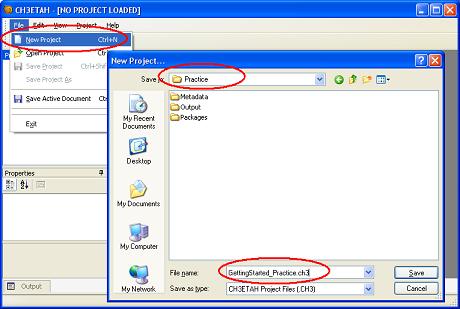 CH3ETAH - [NO PROJECT LOADED]
File Edit View Project Help
New Project Ctrl+N
Open Project Ctrl+
Save Project Ctrl+Shif
Save Project As
Save Active Document Ct
Exit
Properties
Output
New Project...
Save in: Practice
Metadata
Output
Packages
My Recent Documents
Desktop
My Documents
My Computer
My Network
File name: GettingStarted_Practice.ch3 Save
Save as type: CH3ETAH Project Files (.CH3) Cancel